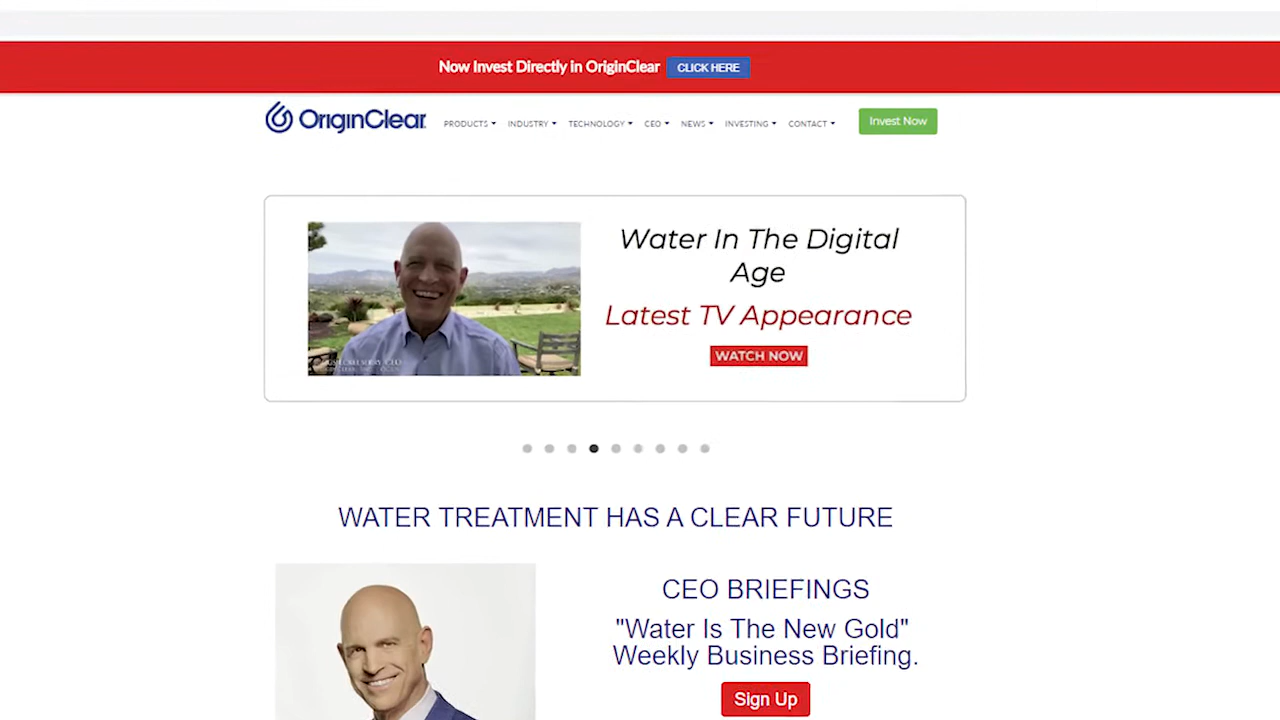 Now Invest Directly in OriginClear CLICK HERE
OriginClear PRODUCTS INDUSTRY TECHNOLOGY CEO NEWS INVESTING CONTACT Invest Now
Water In The Digital
Age
Latest TV Appearance
WATCH NOW
WATER TREATMENT HAS A CLEAR FUTURE
CEO BRIEFINGS
"Water Is The New Gold"
Weekly Business Briefing.
Sign Up